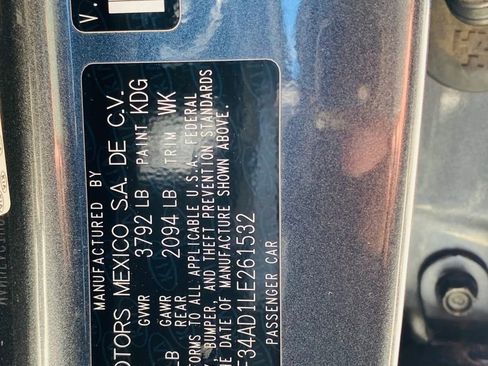 V.
MANUFACTURED BY
OTORS MEXICO S.A. DE C.V.
GVWR 3792 LB PAINT KDG
LB GAWR REAR 2094 LB TRIM WK
FORMS TO ALL APPLICABLE U.S.A. FEDERAL
Y, BUMPER, AND THEFT PREVENTION STANDARDS
HE DATE OF MANUFACTURE SHOWN ABOVE.
F34AD1LE261532
PASSENGER CAR